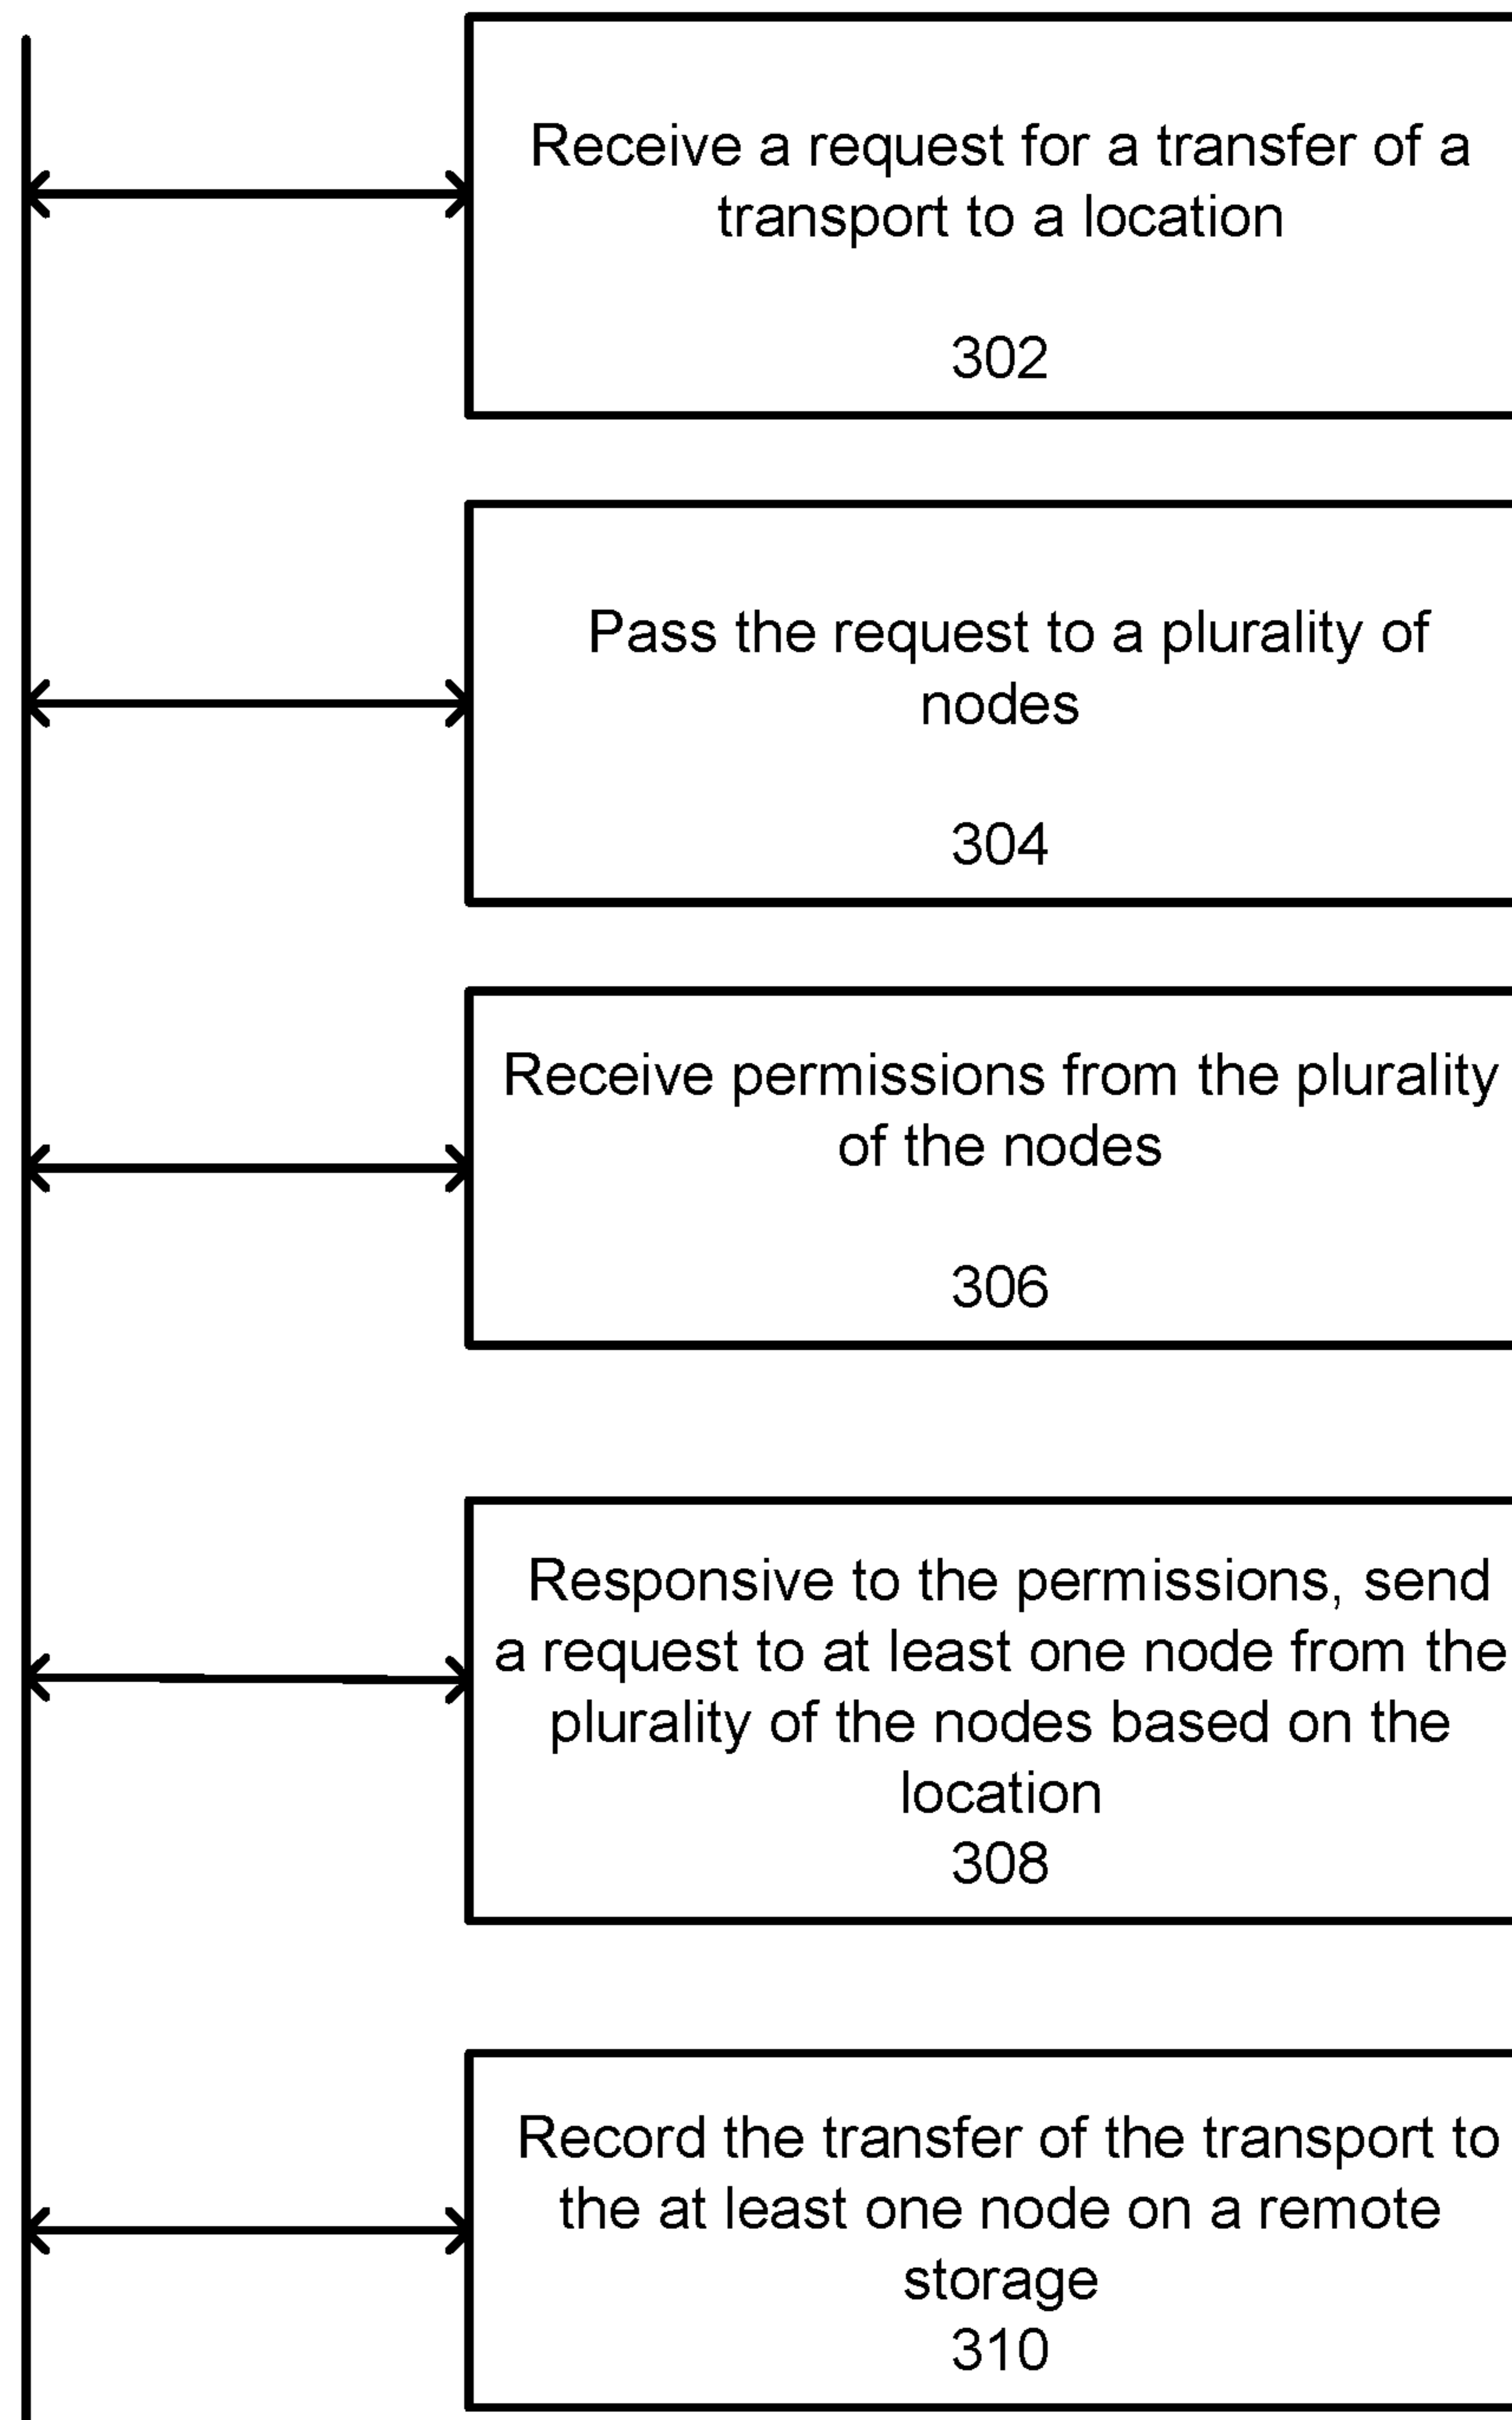 Receive a request for a transfer of a
transport to a location
302
Pass the request to a plurality of
nodes
304
Receive permissions from the plurality
of the nodes
306
Responsive to the permissions, send
a request to at least one node from the
plurality of the nodes based on the
location
308
Record the transfer of the transport to
the at least one node on a remote
storage
310